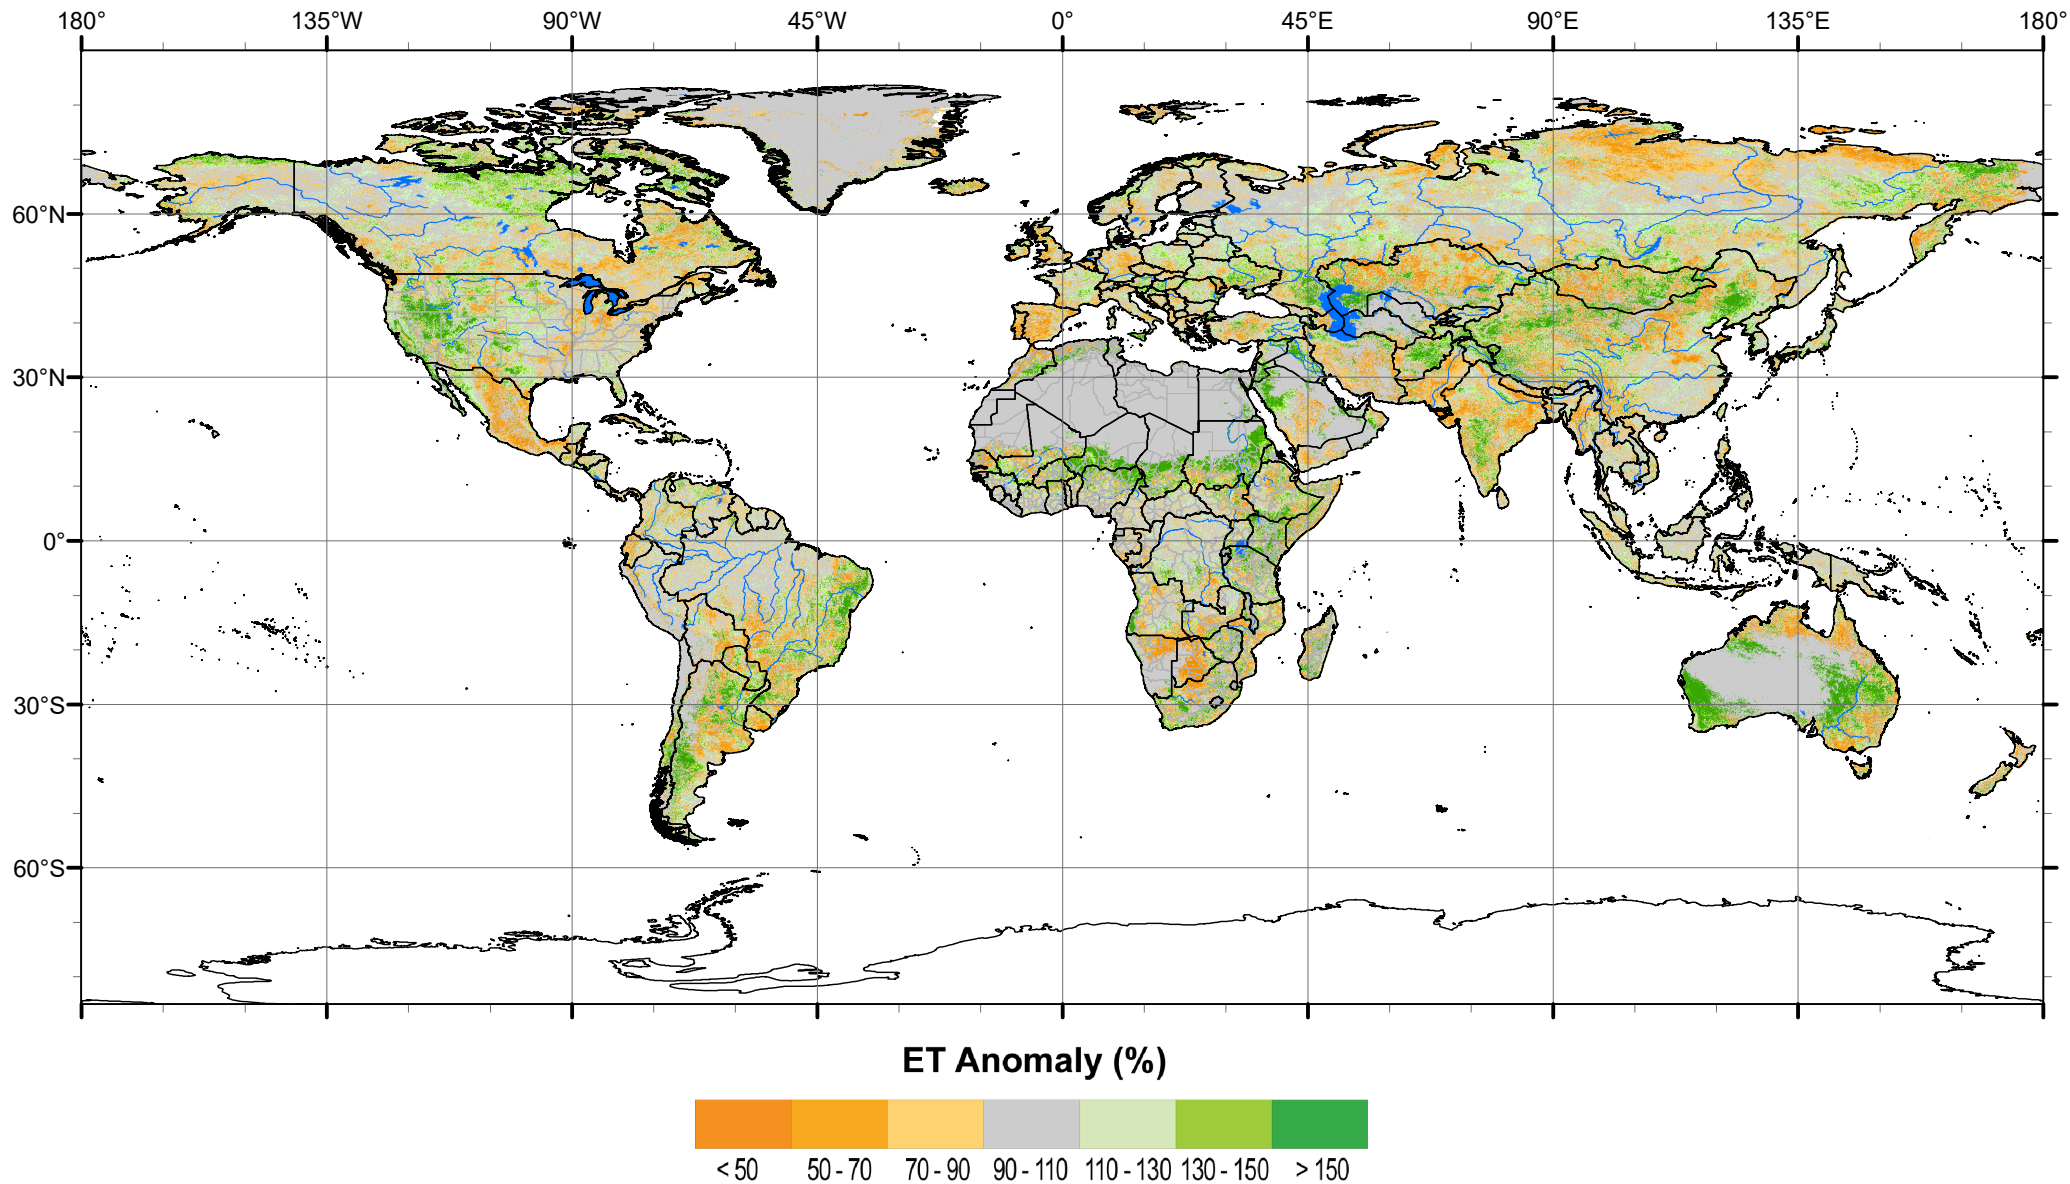 180° 135°W 90°W 45°W 0° 45°E 90°E 135°E 180°
60°N
30°N
0°
30°S
60°S
ET Anomaly (%)
< 50 50 - 70 70 - 90 90 - 110 110 - 130 130 - 150 > 150